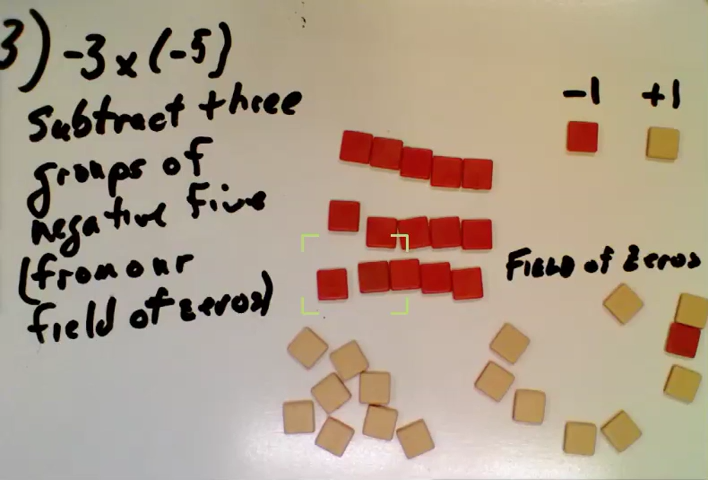 3) -3 x (-5)
Subtract three
groups of
negative five
(from our
field of zeros)
-1 +1
Field of Zeros